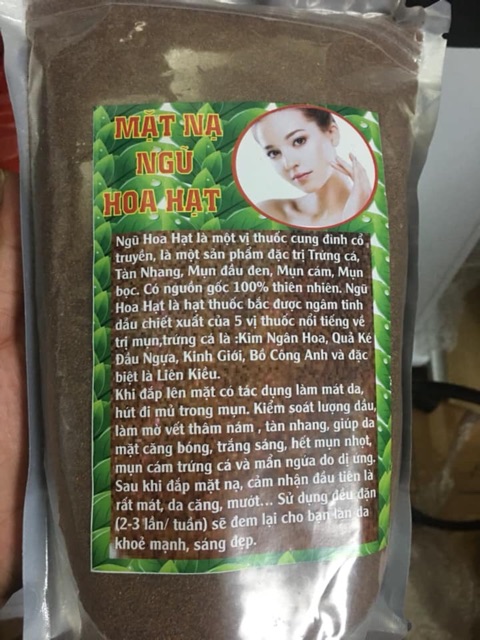 MẶT NẠ
NGŨ
HOA HẠT
Ngũ Hoa Hạt là một vị thuốc cung đình cổ
truyền, là một sản phẩm đặc trị Trứng cá,
Tàn Nhang, Mụn đầu đen, Mụn cám, Mụn
bọc. Có nguồn gốc 100% thiên nhiên. Ngũ
Hoa Hạt là hạt thuốc bắc được ngâm tinh
dầu chiết xuất của 5 vị thuốc nổi tiếng về
trị mụn,trứng cá là :Kim Ngân Hoa, Quả Ké
Đầu Ngựa, Kinh Giới, Bồ Công Anh và đặc
biệt là Liên Kiều.
Khi đắp lên mặt có tác dụng làm mát da,
hút đi mủ trong mụn. Kiểm soát lượng dầu,
làm mờ vết thâm nám , tàn nhang, giúp da
mặt căng bóng, trắng sáng, hết mụn nhọt,
mụn cám trứng cá và mẩn ngứa do dị ứng.
Sau khi đắp mặt nạ, cảm nhận đầu tiên là
rất mát, da căng, mướt... Sử dụng đều đặn
(2-3 lần/ tuần) sẽ đem lại cho bạn làn da
khoẻ mạnh, sáng đẹp.